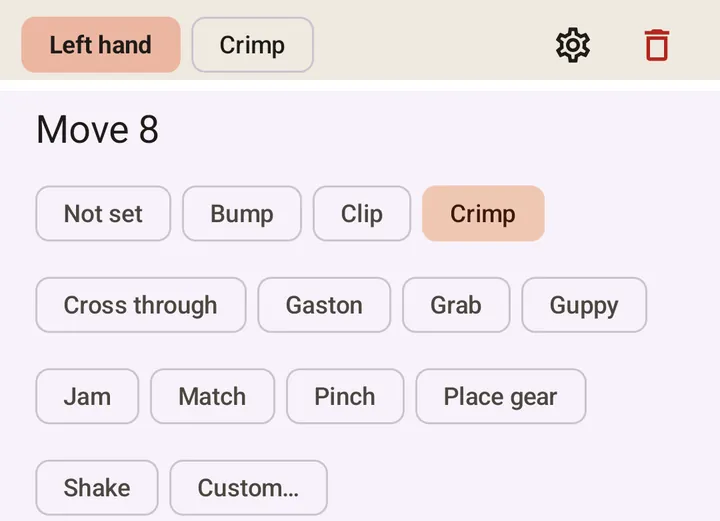 Left hand Crimp
Move 8
Not set Bump Clip Crimp
Cross through Gaston Grab Guppy
Jam Match Pinch Place gear
Shake Custom...